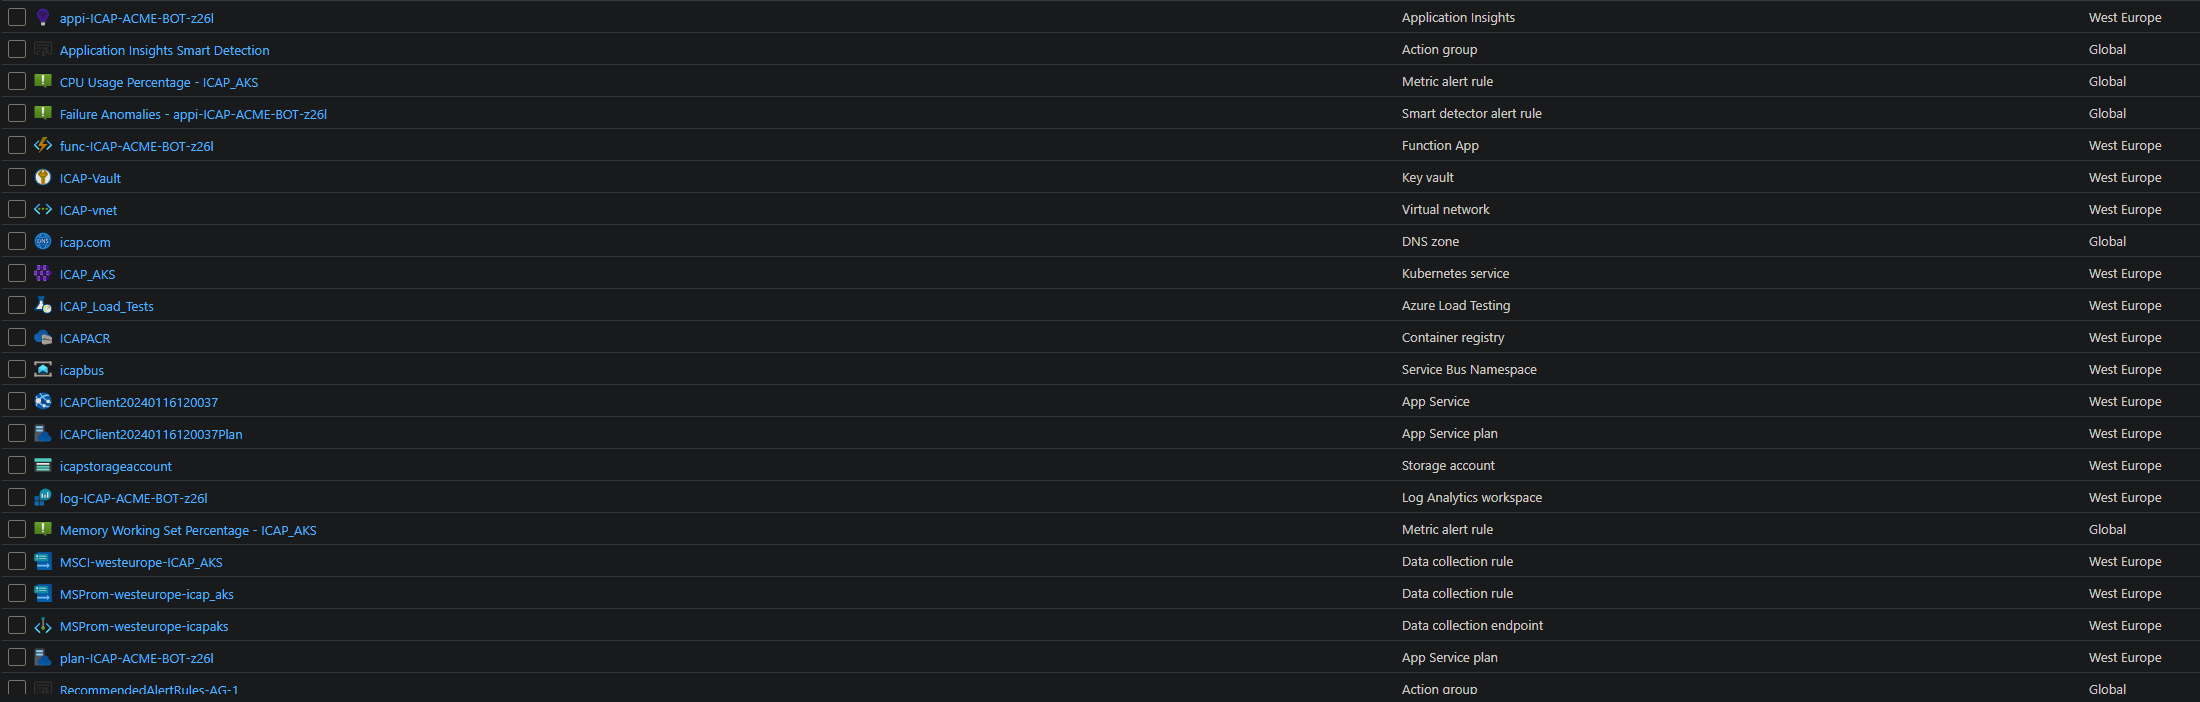 appi-ICAP-ACME-BOT-z26l Application Insights West Europe
Application Insights Smart Detection Action group Global
CPU Usage Percentage - ICAP_AKS Metric alert rule Global
Failure Anomalies - appi-ICAP-ACME-BOT-z26l Smart detector alert rule Global
func-ICAP-ACME-BOT-z26l Function App West Europe
ICAP-Vault Key vault West Europe
ICAP-vnet Virtual network West Europe
icap.com DNS zone Global
ICAP_AKS Kubernetes service West Europe
ICAP_Load_Tests Azure Load Testing West Europe
ICAPACR Container registry West Europe
icapbus Service Bus Namespace West Europe
ICAPClient20240116120037 App Service West Europe
ICAPClient20240116120037Plan App Service plan West Europe
icapstorageaccount Storage account West Europe
log-ICAP-ACME-BOT-z26l Log Analytics workspace West Europe
Memory Working Set Percentage - ICAP_AKS Metric alert rule Global
MSCI-westeurope-ICAP_AKS Data collection rule West Europe
MSProm-westeurope-icap_aks Data collection rule West Europe
MSProm-westeurope-icapaks Data collection endpoint West Europe
plan-ICAP-ACME-BOT-z26l App Service plan West Europe
RecommendedAlertRules-AG-1 Action group Global